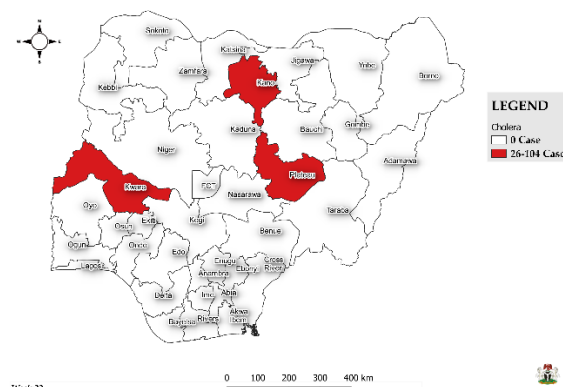 Sokoto
Katsina
Jigawa
Yobe
Zamfara
Kano
Borno
Kebbi
LEGEND
Cholera
0 Case
26-104 Case
Kaduna
Bauchi
Gombe
Niger
Adamawa
Plateau
Kwara
FCT
Nasarawa
Taraba
Oyo
Osun
Ekiti
Kogi
Benue
Ogun
Ondo
Edo
Lagos
Enugu
Ebony
Cross
River
Anambra
Delta
Imo
Abia
Bayelsa
Rivers
Akwa
Ibom
0 100 200 300 400 km